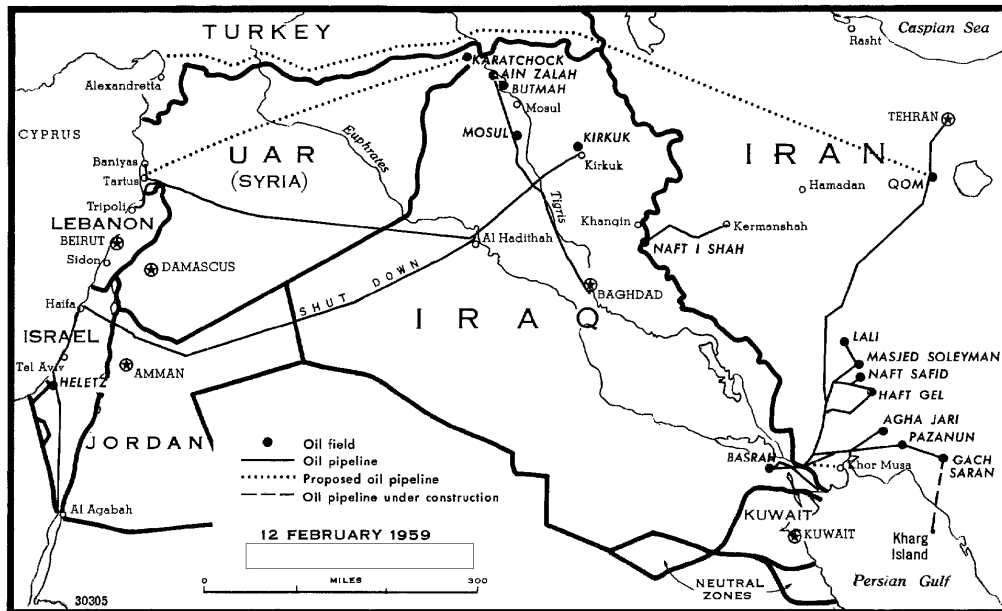 TURKEY
Caspian Sea
Rasht
KARATCHOCK
AIN ZALAH
BUTMAH
Alexandretta
Mosul
TEHRAN
CYPRUS
MOSUL
KIRKUK
Euphrates
Baniyas
UAR
(SYRIA)
Kirkuk
IRAN
Tartus
QOM
Hamadan
Tripoli
Tigris
LEBANON
Khangin
Kermanshah
BEIRUT
Al Hadithah
NAFT I SHAH
Sidon
DAMASCUS
SHUT DOWN
BAGHDAD
Haifa
IRAQ
ISRAEL
LALI
Tel Aviv
MASJED SOLEYMAN
AMMAN
NAFT SAFID
HELETZ
HAFT GEL
AGHA JARI
JORDAN
PAZANUN
Oil field
BASRAH
Khor Musa
GACH
SARAN
Oil pipeline
Proposed oil pipeline
Oil pipeline under construction
Al Agabah
KUWAIT
12 FEBRUARY 1959
KUWAIT
Kharg
Island
0 MILES 300
NEUTRAL
ZONES
Persian Gulf
30305